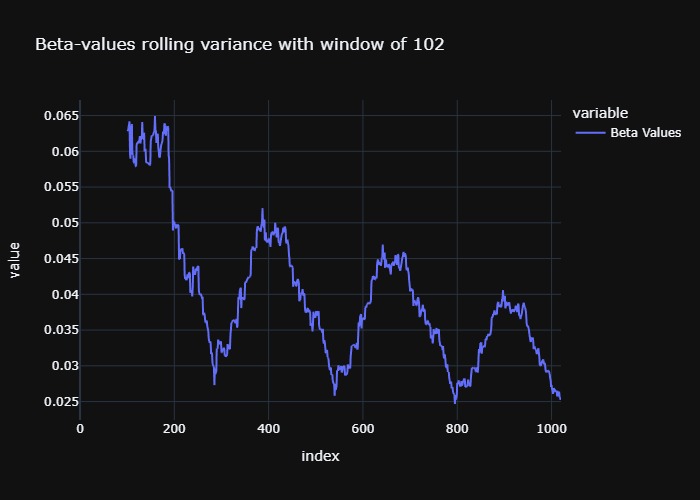 Beta-values rolling variance with window of 102
variable
Beta Values
value
0.065
0.06
0.055
0.05
0.045
0.04
0.035
0.03
0.025
0 200 400 600 800 1000
index